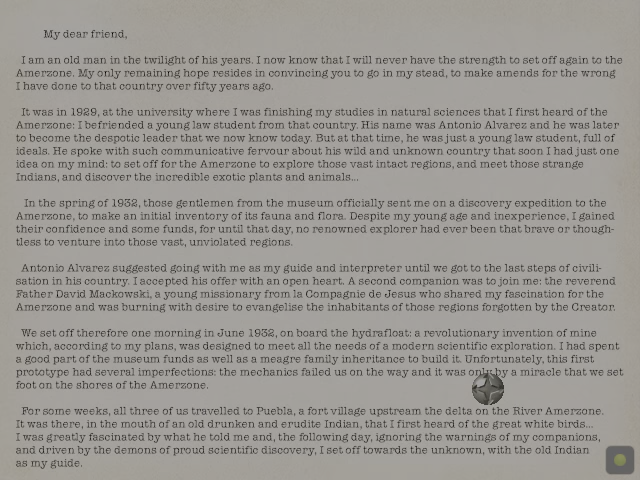 My dear friend,
I am an old man in the twilight of his years. I now know that I will never have the strength to set off again to the
Amerzone. My only remaining hope resides in convincing you to go in my stead, to make amends for the wrong
I have done to that country over fifty years ago.
It was in 1929, at the university where I was finishing my studies in natural sciences that I first heard of the
Amerzone: I befriended a young law student from that country. His name was Antonio Alvarez and he was later
to become the despotic leader that we now know today. But at that time, he was just a young law student, full of
ideals. He spoke with such communicative fervour about his wild and unknown country that soon I had just one
idea on my mind: to set off for the Amerzone to explore those vast intact regions, and meet those strange
Indians, and discover the incredible exotic plants and animals...
In the spring of 1932, those gentlemen from the museum officially sent me on a discovery expedition to the
Amerzone, to make an initial inventory of its fauna and flora. Despite my young age and inexperience, I gained
their confidence and some funds, for until that day, no renowned explorer had ever been that brave or though-
tless to venture into those vast, unviolated regions.
Antonio Alvarez suggested going with me as my guide and interpreter until we got to the last steps of civili-
sation in his country. I accepted his offer with an open heart. A second companion was to join me: the reverend
Father David Mackowski, a young missionary from la Compagnie de Jesus who shared my fascination for the
Amerzone and was burning with desire to evangelise the inhabitants of those regions forgotten by the Creator.
We set off therefore one morning in June 1932, on board the hydrafloat: a revolutionary invention of mine
which, according to my plans, was designed to meet all the needs of a modern scientific exploration. I had spent
a good part of the museum funds as well as a meagre family inheritance to build it. Unfortunately, this first
prototype had several imperfections: the mechanics failed us on the way and it was only by a miracle that we set
foot on the shores of the Amerzone.
For some weeks, all three of us travelled to Puebla, a fort village upstream the delta on the River Amerzone.
It was there, in the mouth of an old drunken and erudite Indian, that I first heard of the great white birds...
I was greatly fascinated by what he told me and, the following day, ignoring the warnings of my companions,
and driven by the demons of proud scientific discovery, I set off towards the unknown, with the old Indian
as my guide.